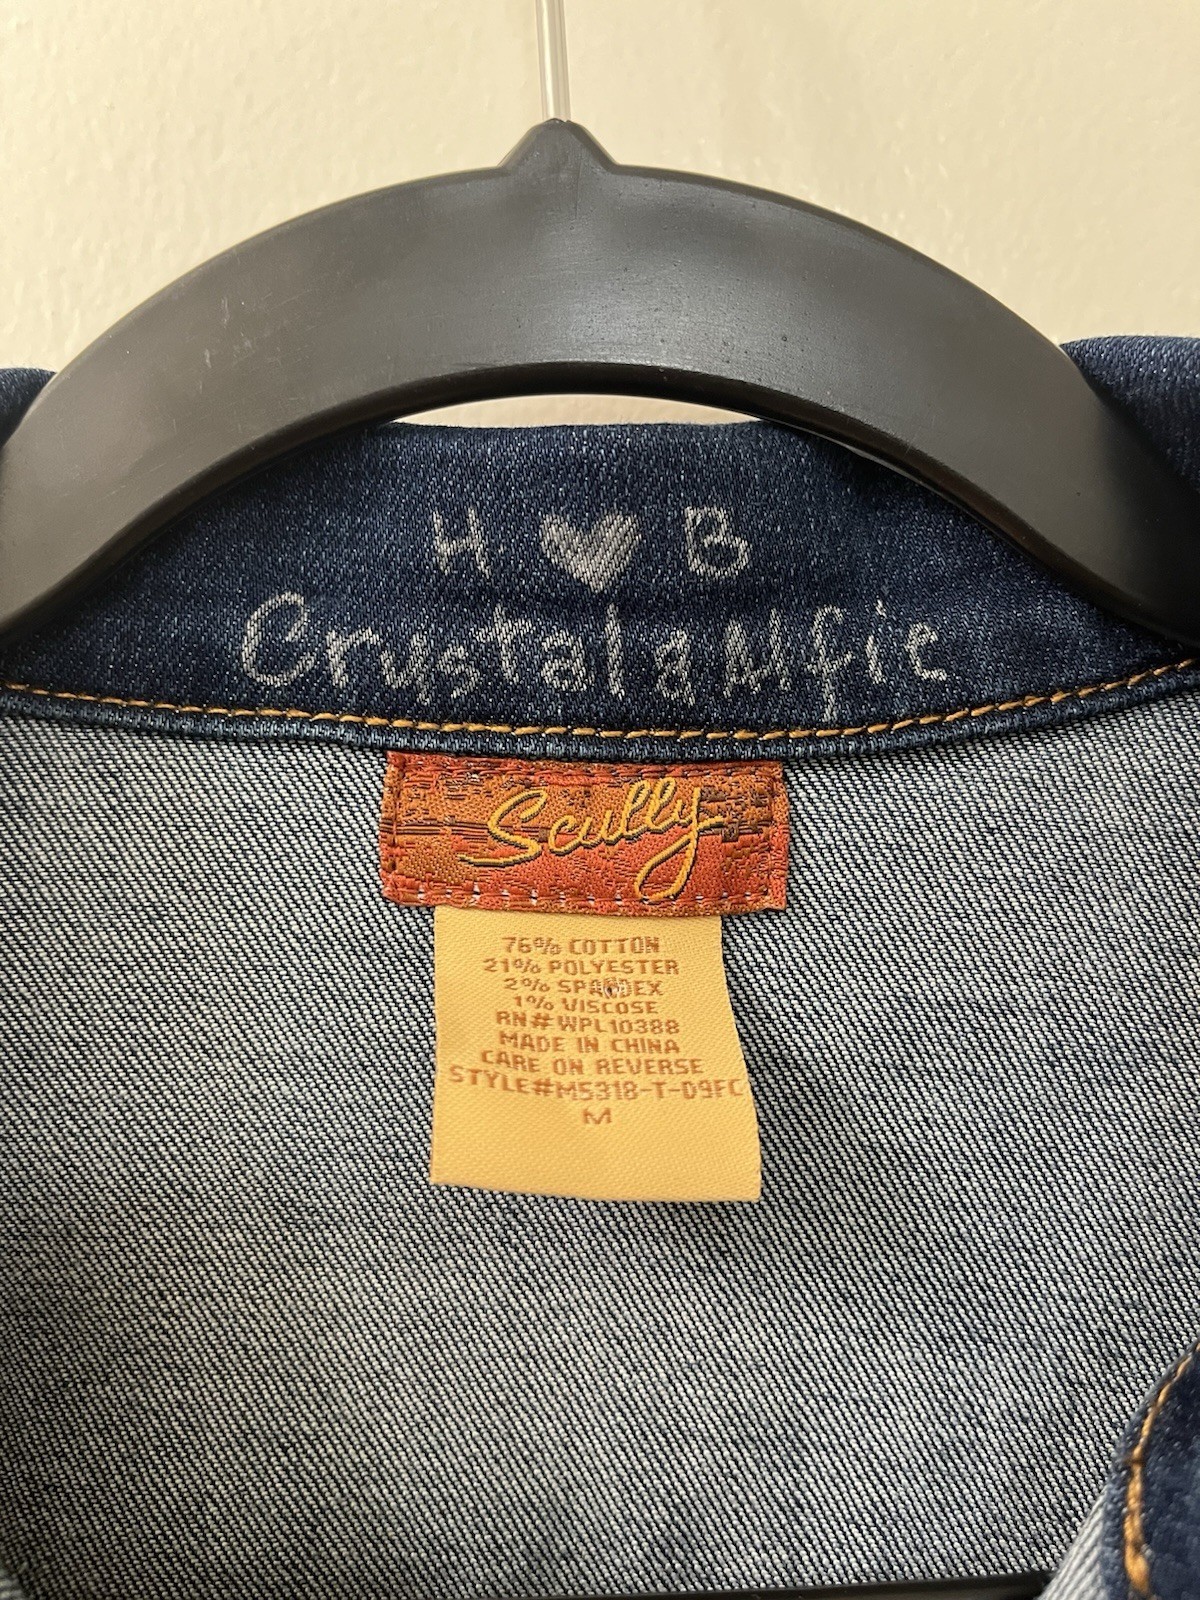 H ♥ B
Crystal & Alfie
Scully
76% COTTON
21% POLYESTER
2% SPANDEX
1% VISCOSE
RN#WPL10388
MADE IN CHINA
CARE ON REVERSE
STYLE#M5318-T-09FC
M